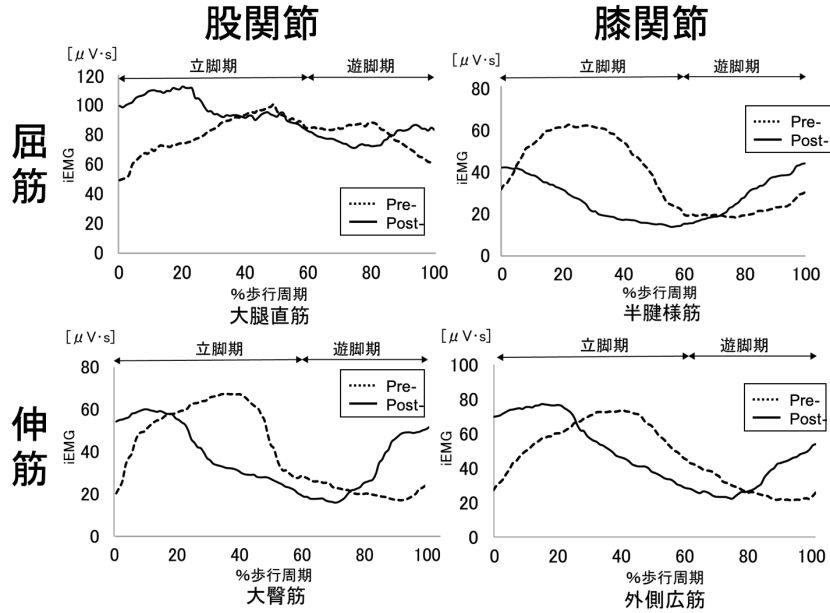 股関節
膝関節
屈筋
伸筋
[μV·s]
立脚期
遊脚期
120
100
80
60
40
20
0
iEMG
Pre-
Post-
0
20
40
60
80
100
%歩行周期
大腿直筋
[μV·s]
立脚期
遊脚期
80
60
40
20
0
iEMG
Pre-
Post-
0
20
40
60
80
100
%歩行周期
半腱様筋
[μV·s]
立脚期
遊脚期
80
60
40
20
0
iEMG
Pre-
Post-
0
20
40
60
80
100
%歩行周期
大臀筋
[μV·s]
立脚期
遊脚期
100
80
60
40
20
0
iEMG
Pre-
Post-
0
20
40
60
80
100
%歩行周期
外側広筋